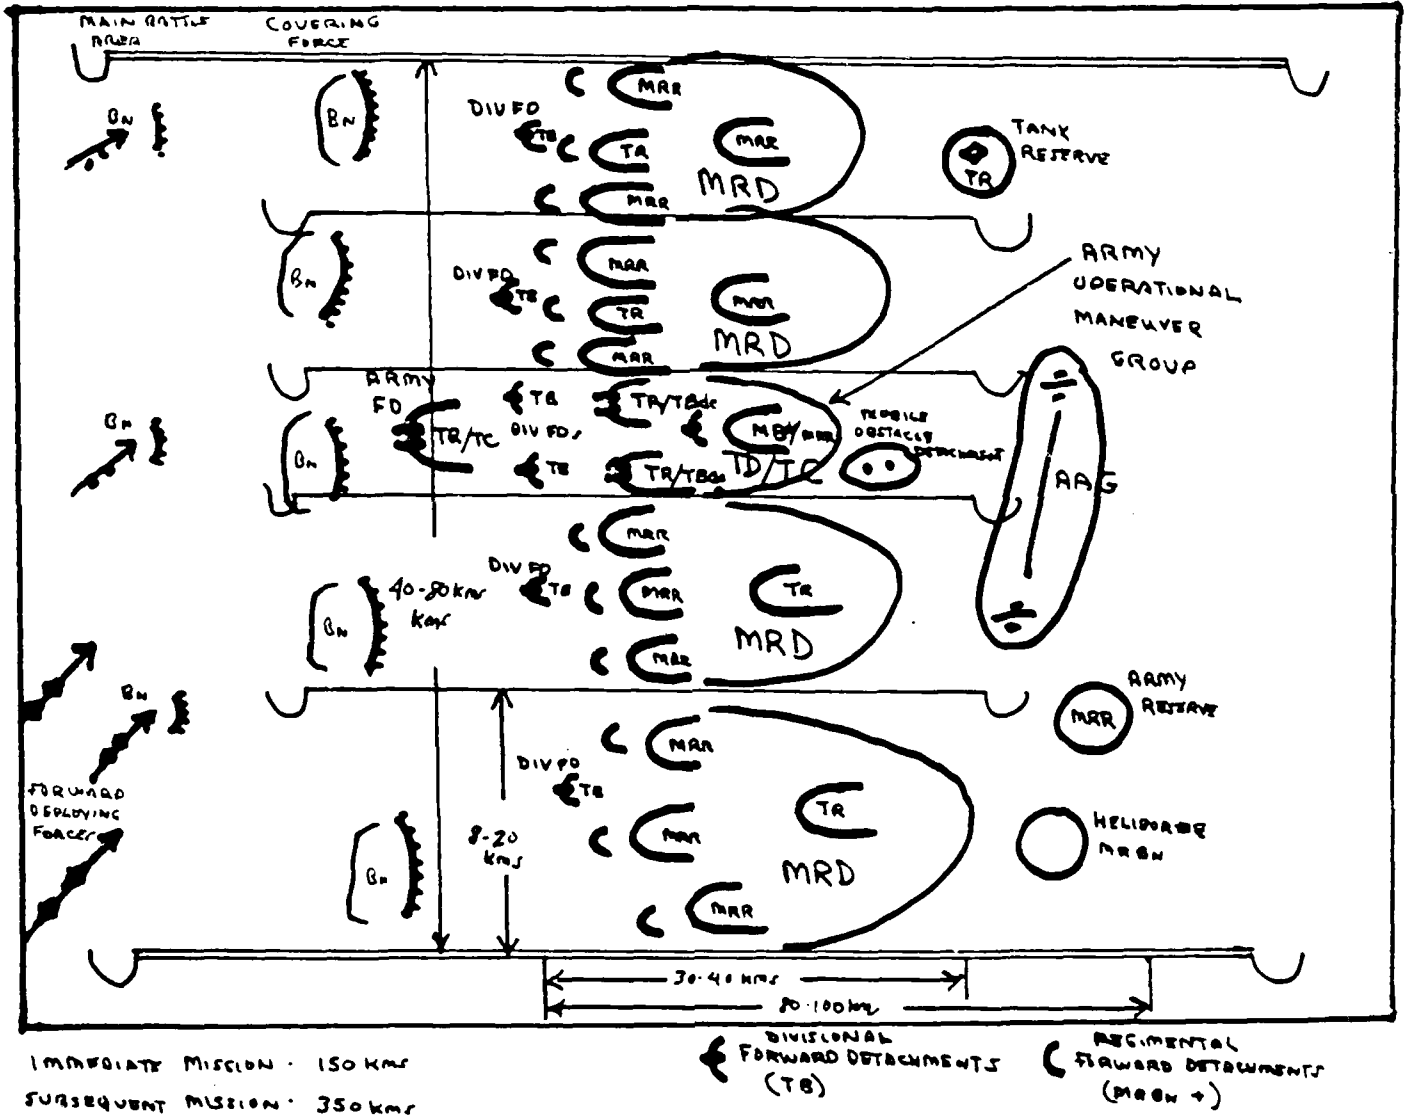 MAIN BATTLE
AREA
COVERING
FORCE
BN
BN
DIV FD
TB
MRR
TR
MRR
MRR
MRD
TANK
RESERVE
TR
BN
DIV FD
TB
MRR
TR
MRR
MRR
MRD
ARMY
OPERATIONAL
MANEUVER
GROUP
BN
BN
ARMY
FD
TR/TC
TB
DIV FDs
TB
TR/TBde
TR/TBde
TD/TC
MOBILE
OBSTACLE
DETACHMENT
AAG
BN
40-80 kms
kms
DIV FD
TB
MRR
MRR
MRR
TR
MRD
BN
FORWARD
DEPLOYING
FORCES
BN
8-20
kms
DIV FD
TB
MRR
MRR
MRR
TR
MRD
ARMY
RESERVE
MRR
HELIBORNE
MRBN
30-40 kms
80-100km
IMMEDIATE MISSION - 150 KMS
SUBSEQUENT MISSION - 350 KMS
DIVISIONAL
FORWARD DETACHMENTS
(TB)
REGIMENTAL
FORWARD DETACHMENTS
(MRBN +)